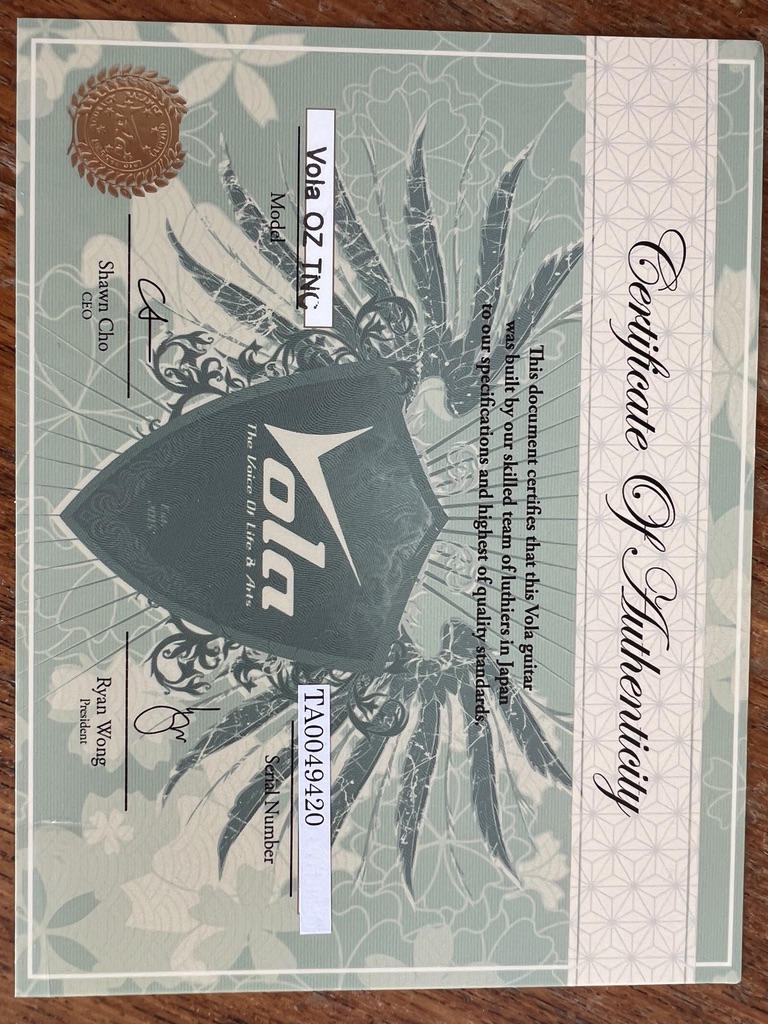 Certificate Of Authenticity
This document certifies that this Vola guitar
was built by our skilled team of luthiers in Japan
to our specifications and highest of quality standards.
Vola
The Voice Of Life & Arts
Vola OZ TNC
Model
TA0049420
Serial Number
Shawn Cho
CEO
Ryan Wong
President